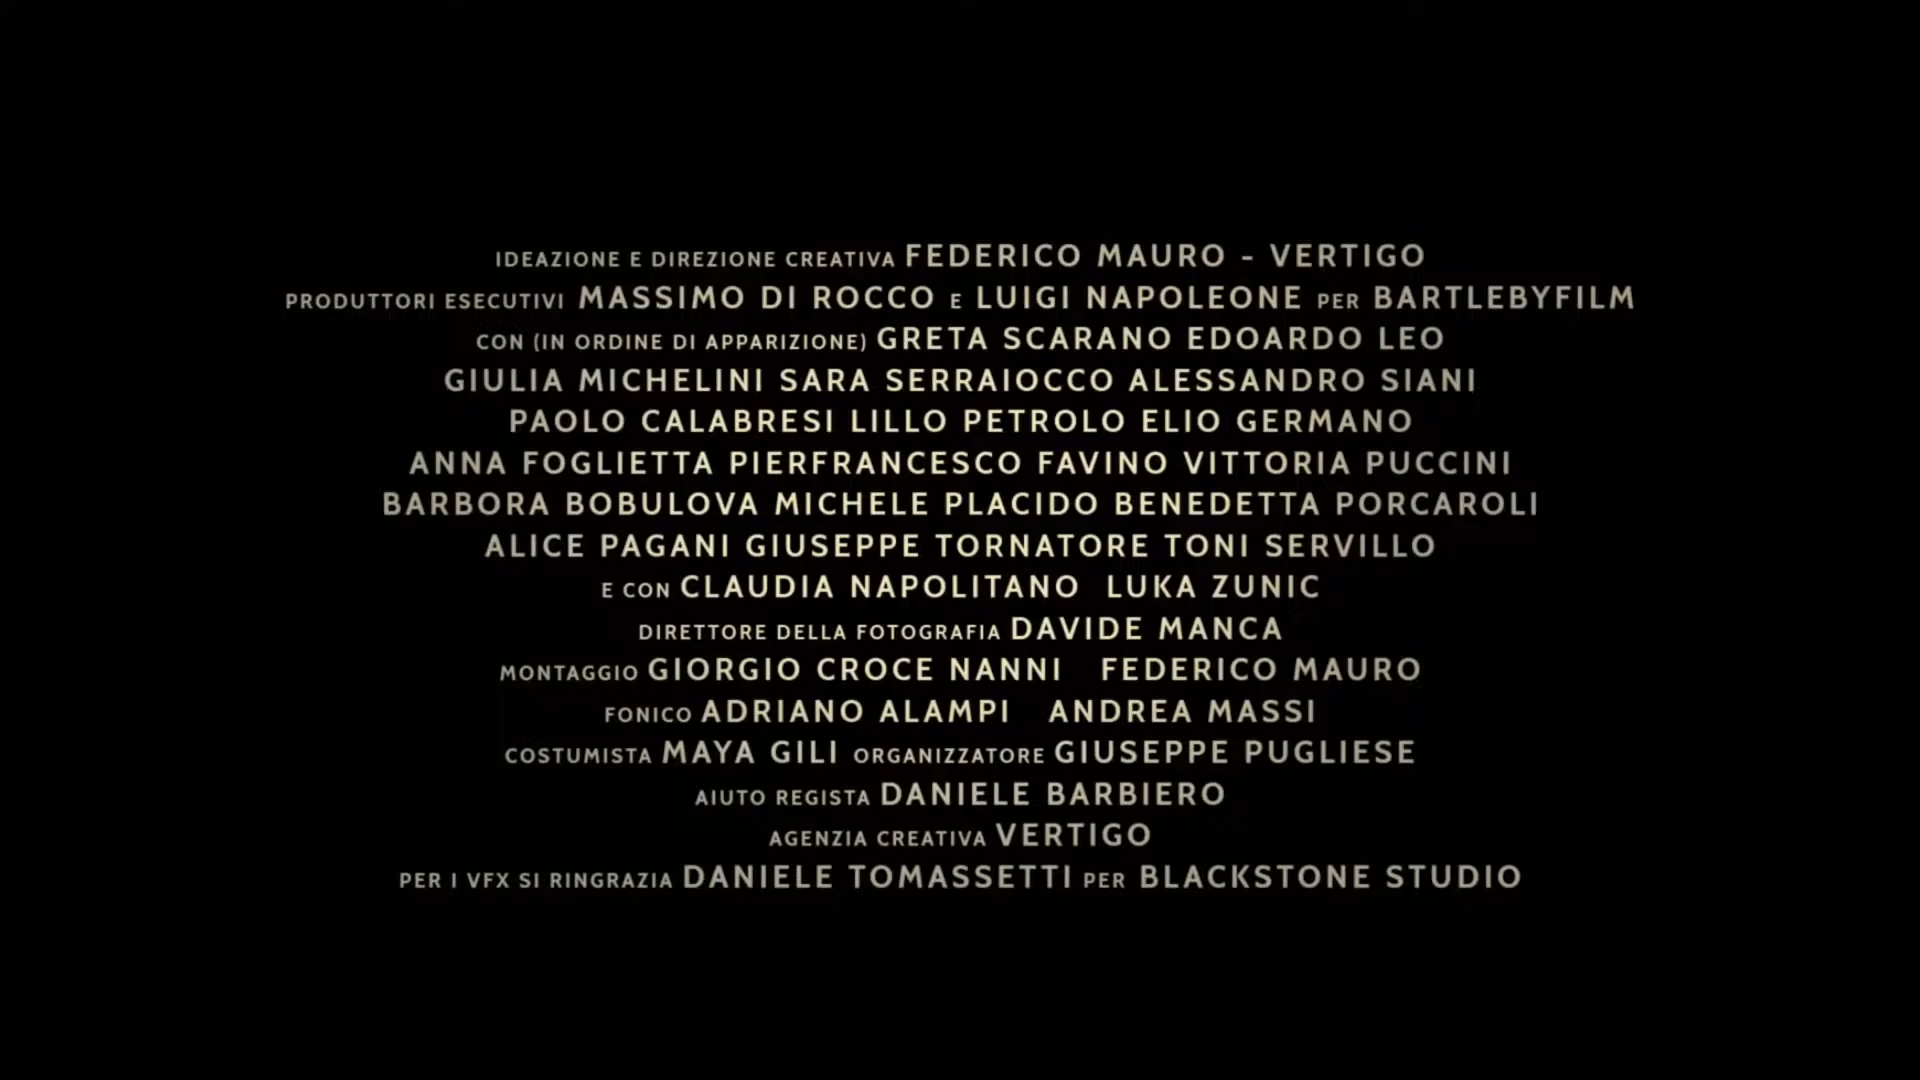 IDEAZIONE E DIREZIONE CREATIVA FEDERICO MAURO - VERTIGO
PRODUTTORI ESECUTIVI MASSIMO DI ROCCO E LUIGI NAPOLEONE PER BARTLEBYFILM
CON (IN ORDINE DI APPARIZIONE) GRETA SCARANO EDOARDO LEO
GIULIA MICHELINI SARA SERRAIOCCO ALESSANDRO SIANI
PAOLO CALABRESI LILLO PETROLO ELIO GERMANO
ANNA FOGLIETTA PIERFRANCESCO FAVINO VITTORIA PUCCINI
BARBORA BOBULOVA MICHELE PLACIDO BENEDETTA PORCAROLI
ALICE PAGANI GIUSEPPE TORNATORE TONI SERVILLO
E CON CLAUDIA NAPOLITANO LUKA ZUNIC
DIRETTORE DELLA FOTOGRAFIA DAVIDE MANCA
MONTAGGIO GIORGIO CROCE NANNI FEDERICO MAURO
FONICO ADRIANO ALAMPI ANDREA MASSI
COSTUMISTA MAYA GILI ORGANIZZATORE GIUSEPPE PUGLIESE
AIUTO REGISTA DANIELE BARBIERO
AGENZIA CREATIVA VERTIGO
PER I VFX SI RINGRAZIA DANIELE TOMASSETTI PER BLACKSTONE STUDIO